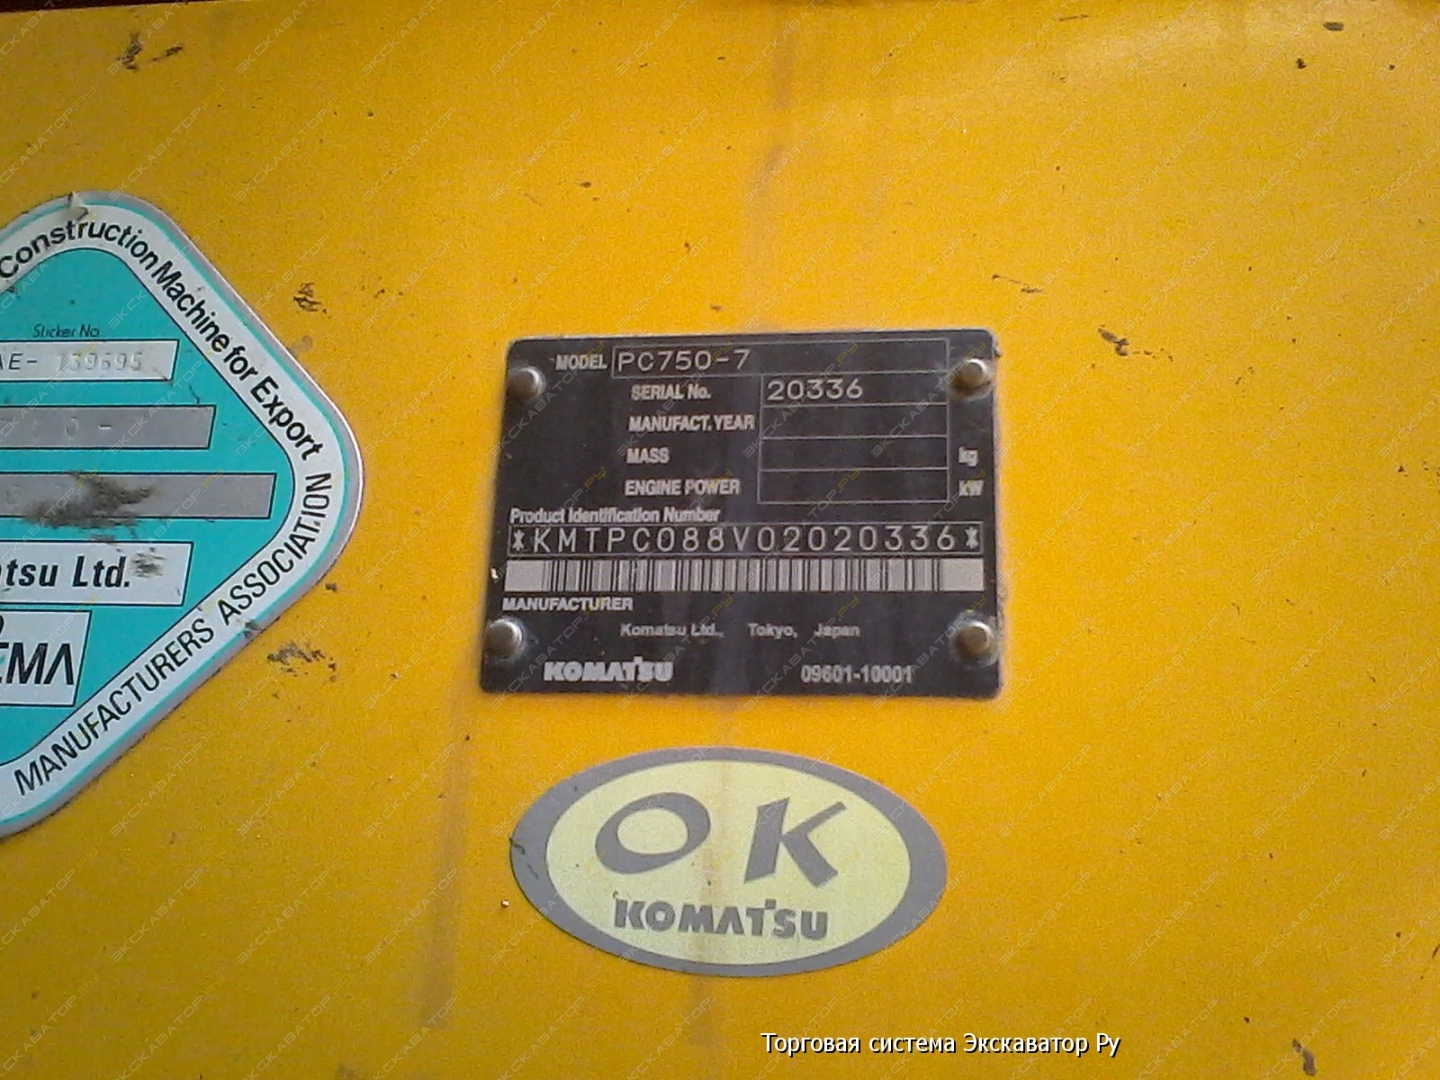 Construction Machine for Export
Sticker No.
AE- 139695
tsu Ltd.
EMA
MANUFACTURERS ASSOCIATION
MODEL PC750-7
SERIAL No. 20336
MANUFACT. YEAR
MASS kg
ENGINE POWER kW
Product Identification Number
*KMTPC088V02020336*
MANUFACTURER
Komatsu Ltd., Tokyo, Japan
KOMATSU 09601-10001
OK
KOMATSU
Торговая система Экскаватор Ру
ЭКСКАВАТОР.РУ